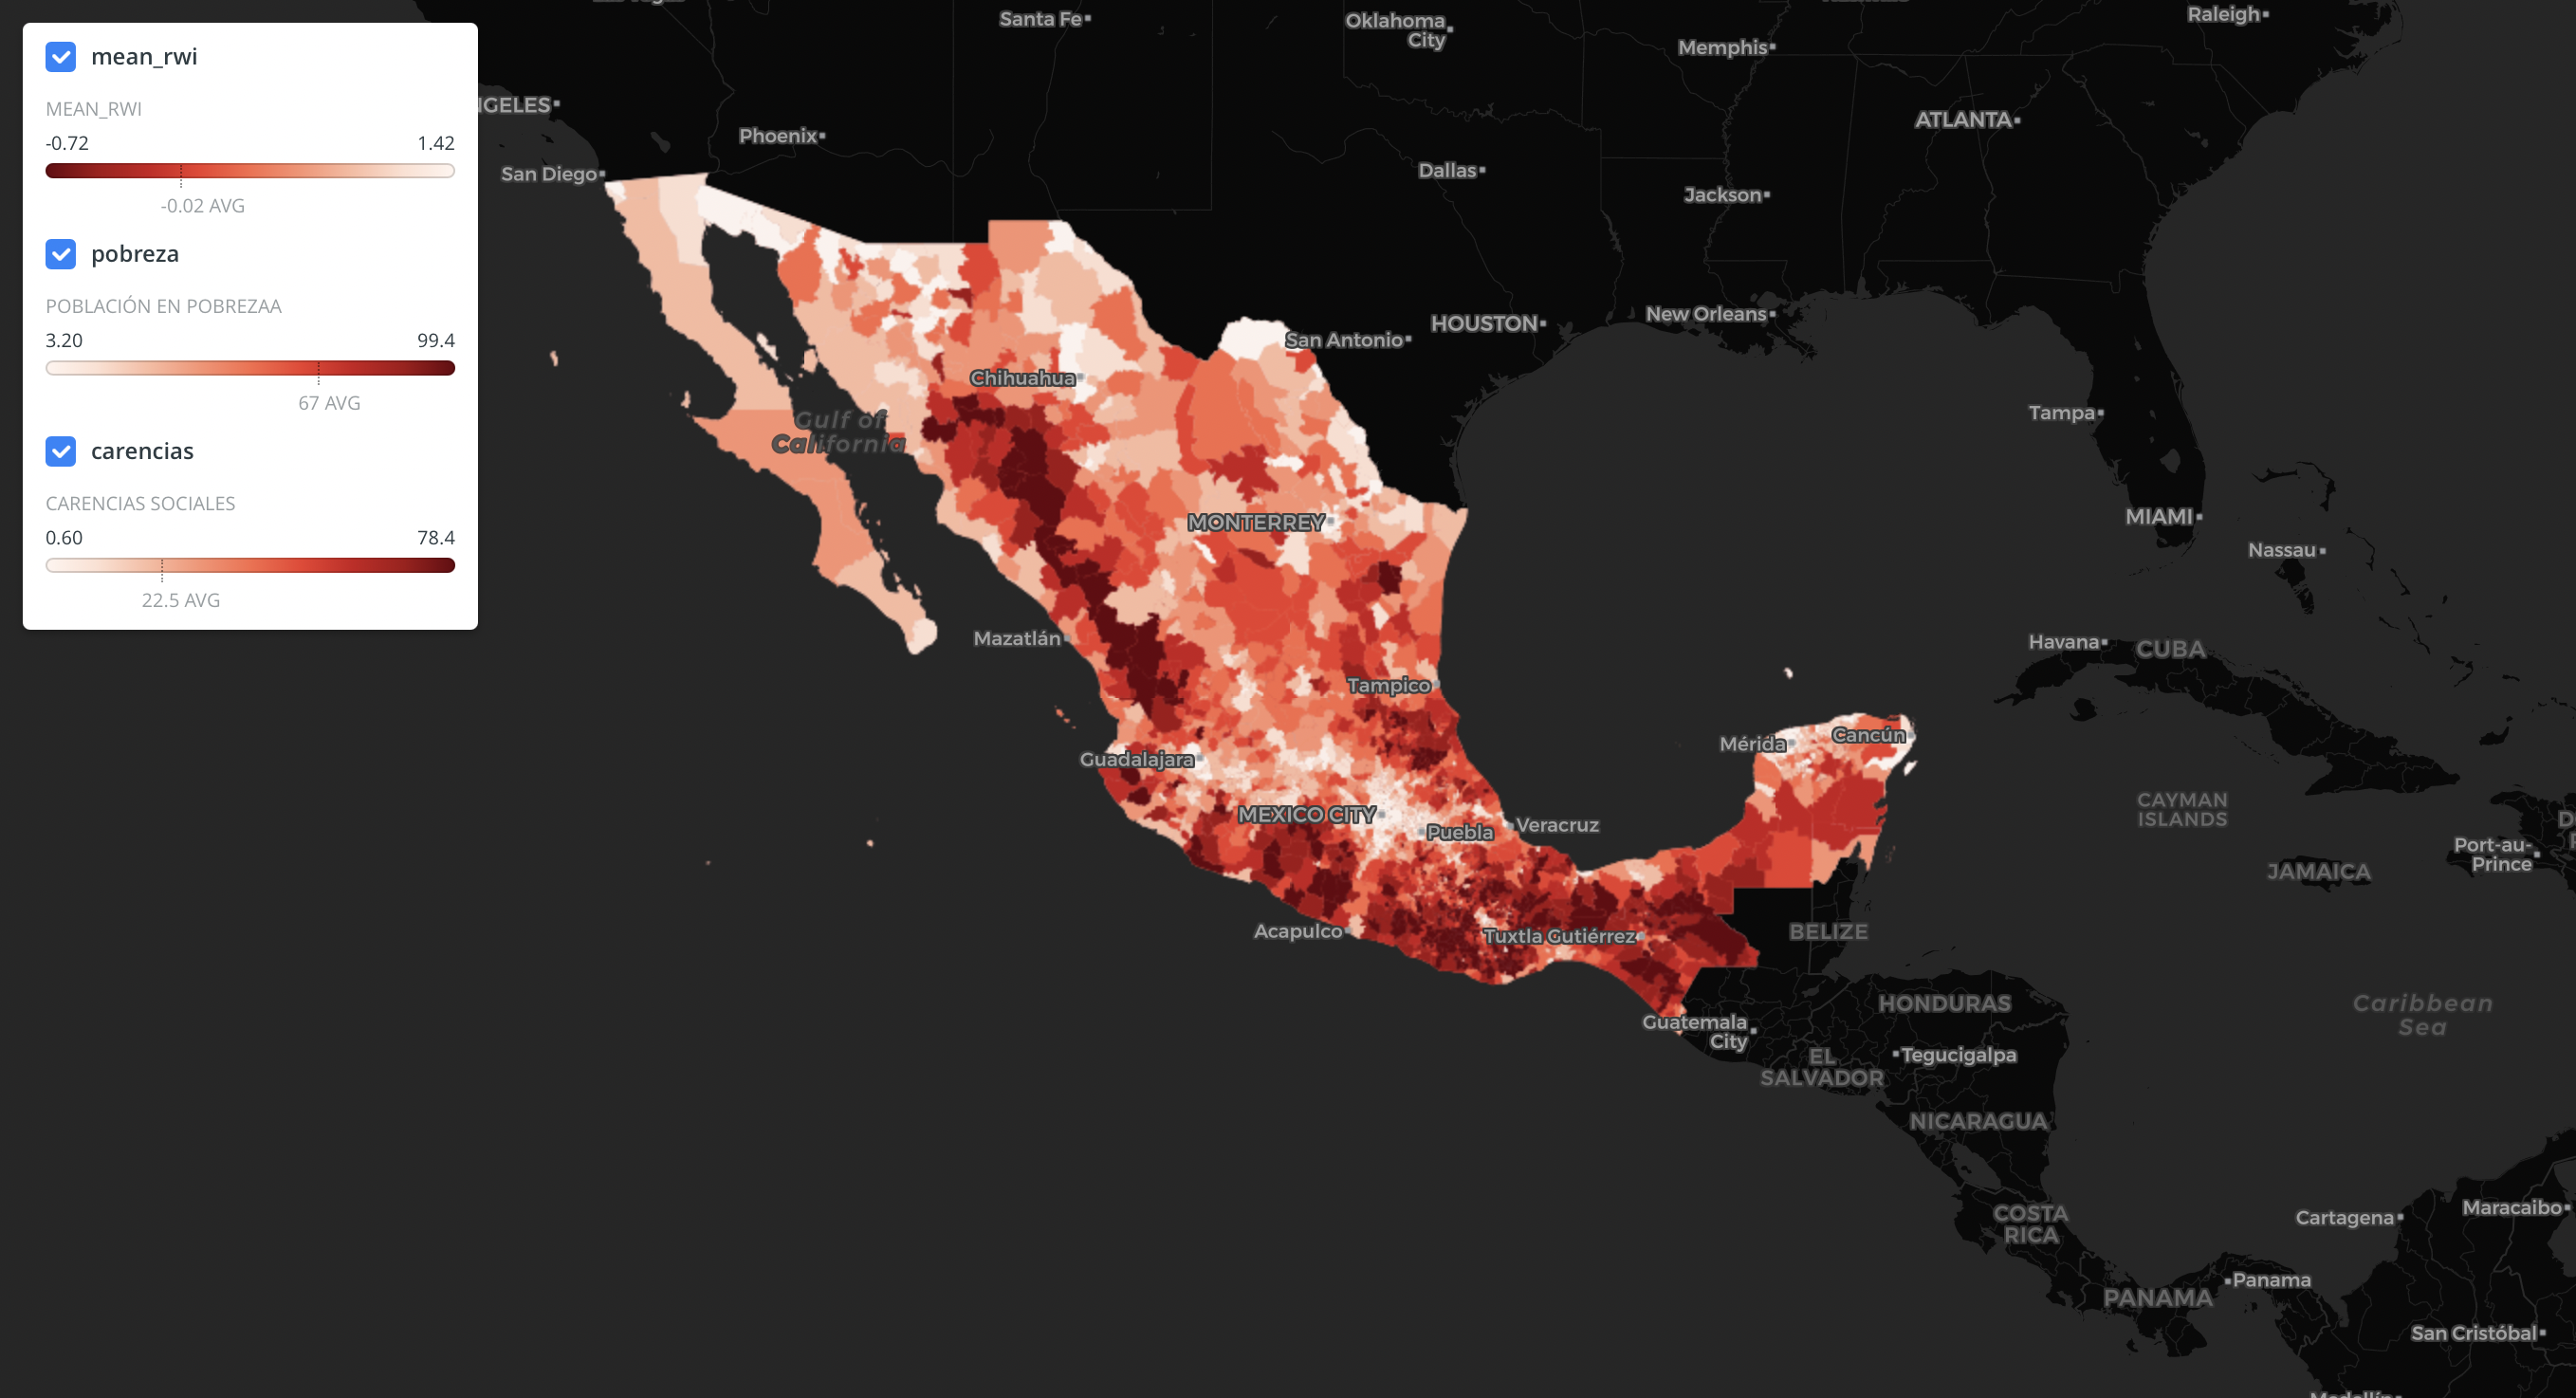 mean_rwi
MEAN_RWI
-0.72 1.42
-0.02 AVG
pobreza
POBLACIÓN EN POBREZAA
3.20 99.4
67 AVG
carencias
CARENCIAS SOCIALES
0.60 78.4
22.5 AVG
Santa Fe
Oklahoma
City
Raleigh
Memphis
NGELES
Phoenix
ATLANTA
San Diego
Dallas
Jackson
San Antonio
HOUSTON
New Orleans
Chihuahua
Gulf of
California
Tampa
MONTERREY
MIAMI
Nassau
Mazatlán
Havana
CUBA
Tampico
Guadalajara
Mérida
Cancún
MEXICO CITY
Puebla
Veracruz
CAYMAN
ISLANDS
Port-au-
Prince
JAMAICA
Acapulco
Tuxtla Gutiérrez
BELIZE
HONDURAS
Caribbean
Sea
Guatemala
City
EL
SALVADOR
Tegucigalpa
NICARAGUA
COSTA
RICA
Cartagena
Maracaibo
Panama
PANAMA
San Cristóbal